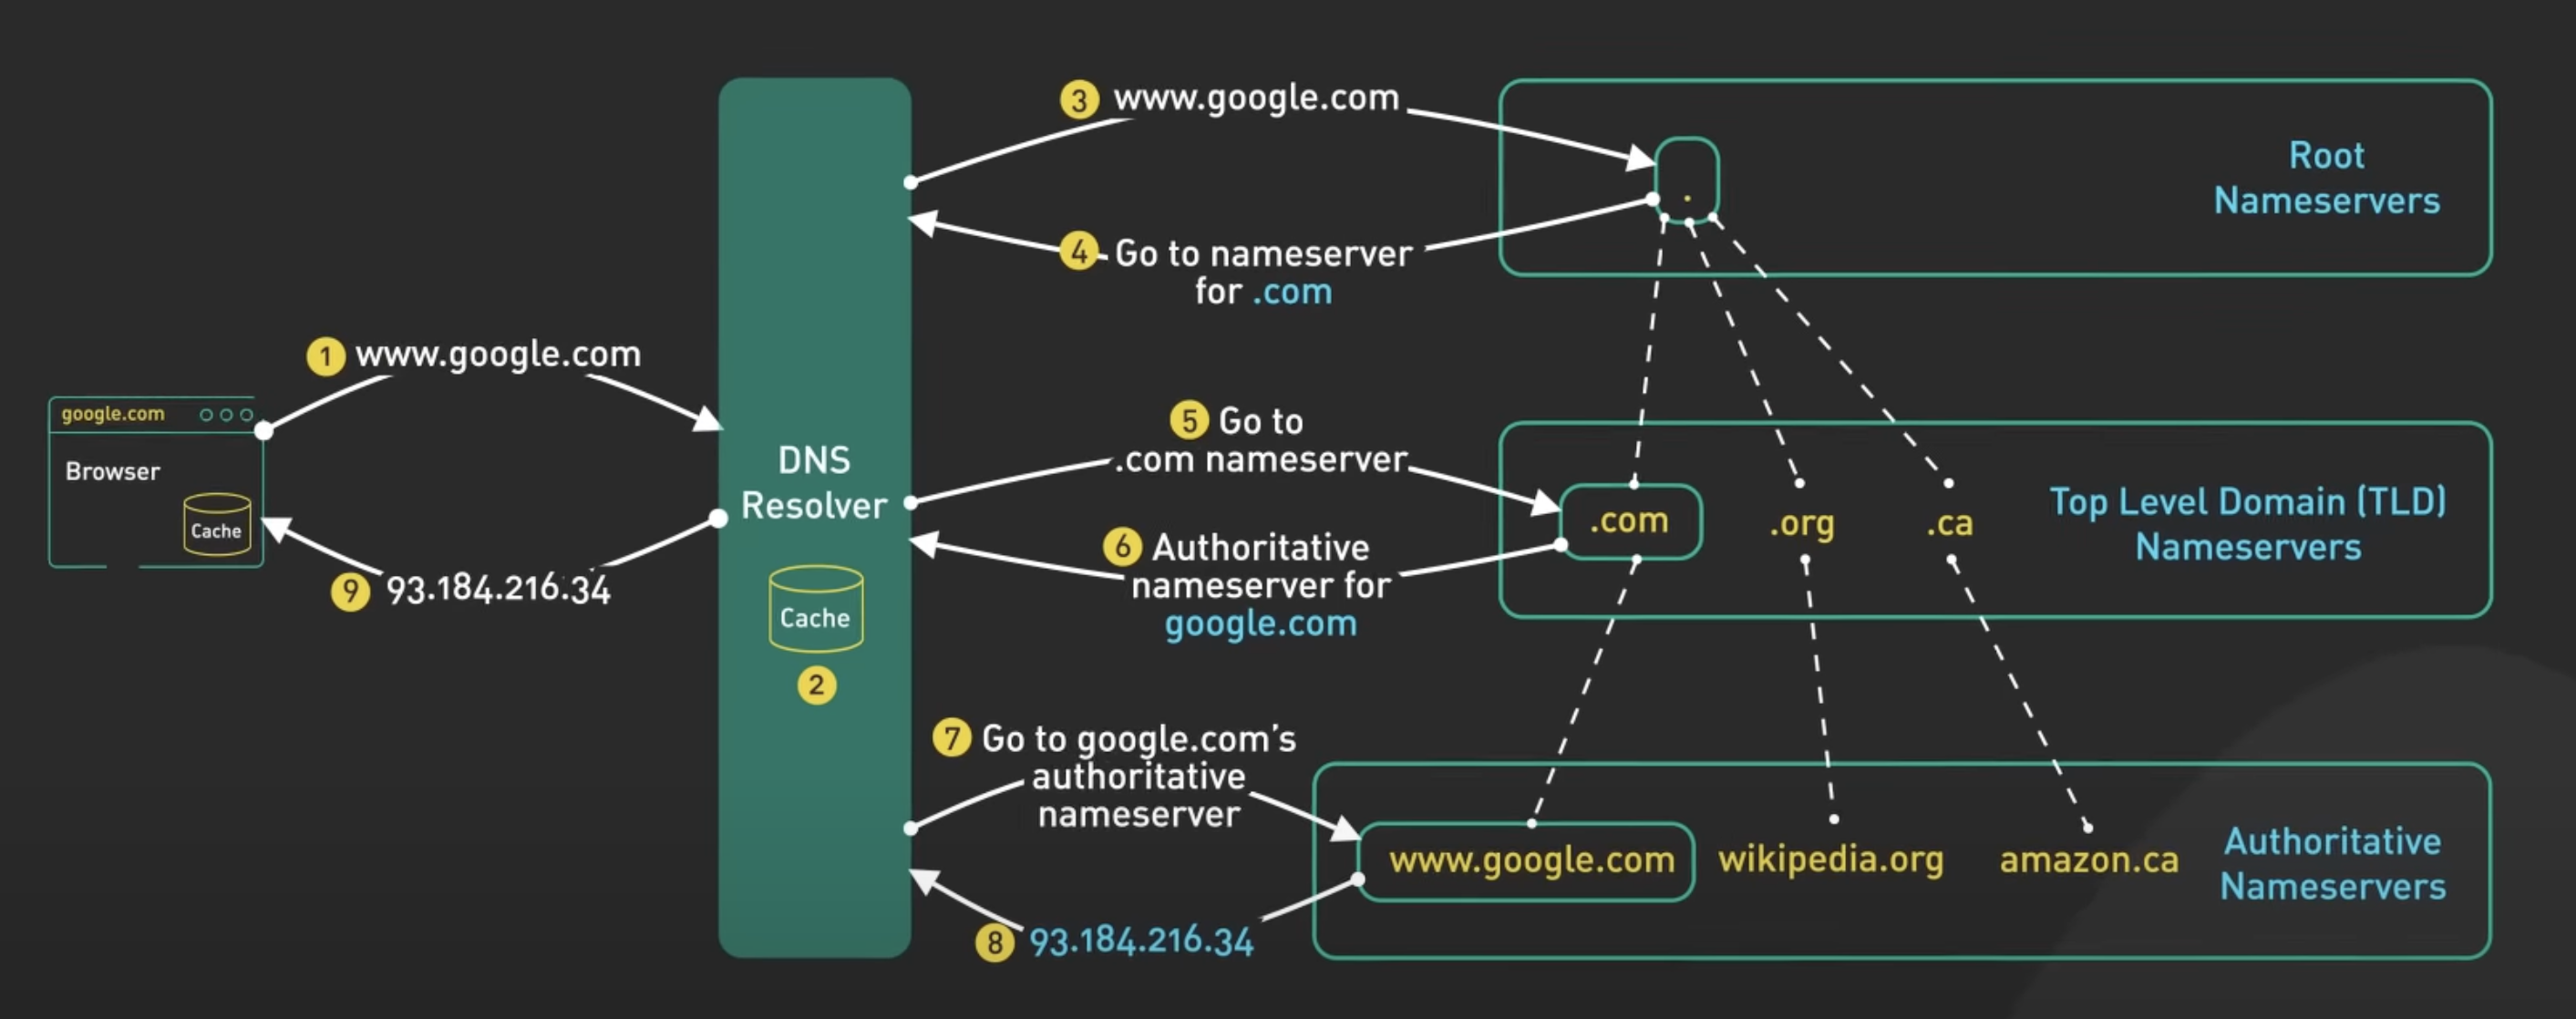 3 www.google.com
Root
Nameservers
.
4 Go to nameserver
for .com
1 www.google.com
google.com
Browser
Cache
9 93.184.216.34
DNS
Resolver
Cache
2
5 Go to
.com nameserver
6 Authoritative
nameserver for
google.com
.com
.org
.ca
Top Level Domain (TLD)
Nameservers
7 Go to google.com’s
authoritative
nameserver
8 93.184.216.34
www.google.com
wikipedia.org
amazon.ca
Authoritative
Nameservers